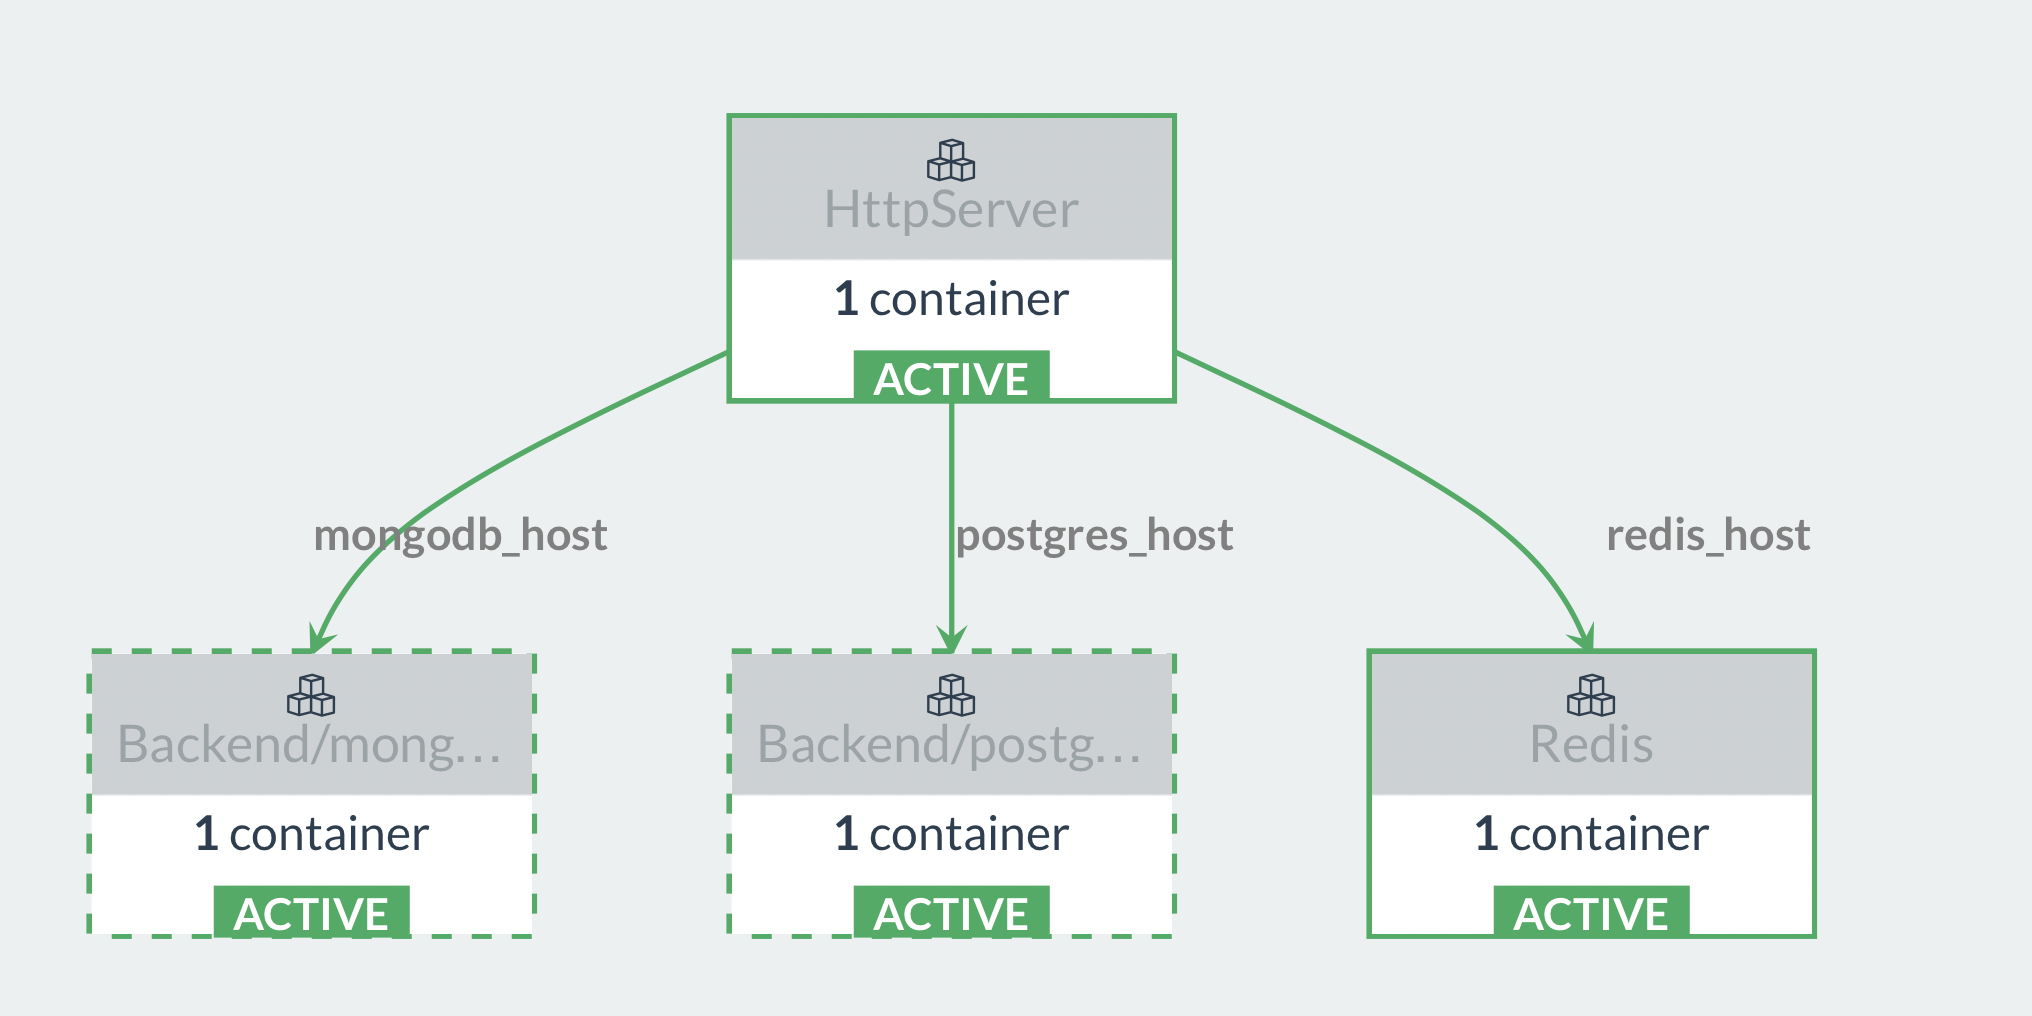 HttpServer
1 container
ACTIVE
mongodb_host
postgres_host
redis_host
Backend/mong...
1 container
ACTIVE
Backend/postg...
1 container
ACTIVE
Redis
1 container
ACTIVE